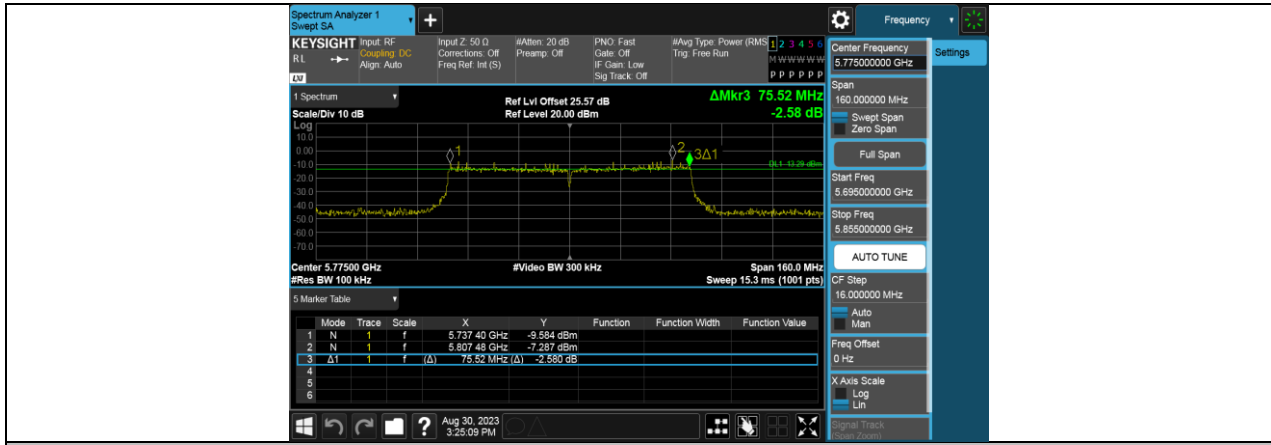 Spectrum Analyzer 1
Swept SA
+
Frequency
KEYSIGHT Input: RF Input Z: 50 Ω #Atten: 20 dB PNO: Fast #Avg Type: Power (RMS 1 2 3 4 5 6
RL Coupling: DC Corrections: Off Preamp: Off Gate: Off Trig: Free Run
Align: Auto Freq Ref: Int (S) IF Gain: Low M W W W W W
LXI Sig Track: Off P P P P P P
Center Frequency
5.775000000 GHz
Settings
Span
160.000000 MHz
Swept Span
Zero Span
Full Span
Start Freq
5.695000000 GHz
Stop Freq
5.855000000 GHz
AUTO TUNE
CF Step
16.000000 MHz
Auto
Man
Freq Offset
0 Hz
X Axis Scale
Log
Lin
Signal Track
(Span Zoom)
1 Spectrum
Ref Lvl Offset 25.57 dB ΔMkr3 75.52 MHz
Scale/Div 10 dB Ref Level 20.00 dBm -2.58 dB
Log
10.0
0.00
-10.0
-20.0
-30.0
-40.0
-50.0
-60.0
-70.0
1
2
3Δ1
DL1 -13.29 dBm
Center 5.77500 GHz #Video BW 300 kHz Span 160.0 MHz
#Res BW 100 kHz Sweep 15.3 ms (1001 pts)
5 Marker Table
Mode Trace Scale X Y Function Function Width Function Value
1 N 1 f 5.737 40 GHz -9.584 dBm
2 N 1 f 5.807 48 GHz -7.287 dBm
3 Δ1 1 f (Δ) 75.52 MHz (Δ) -2.580 dB
4
5
6
? Aug 30, 2023
3:25:09 PM